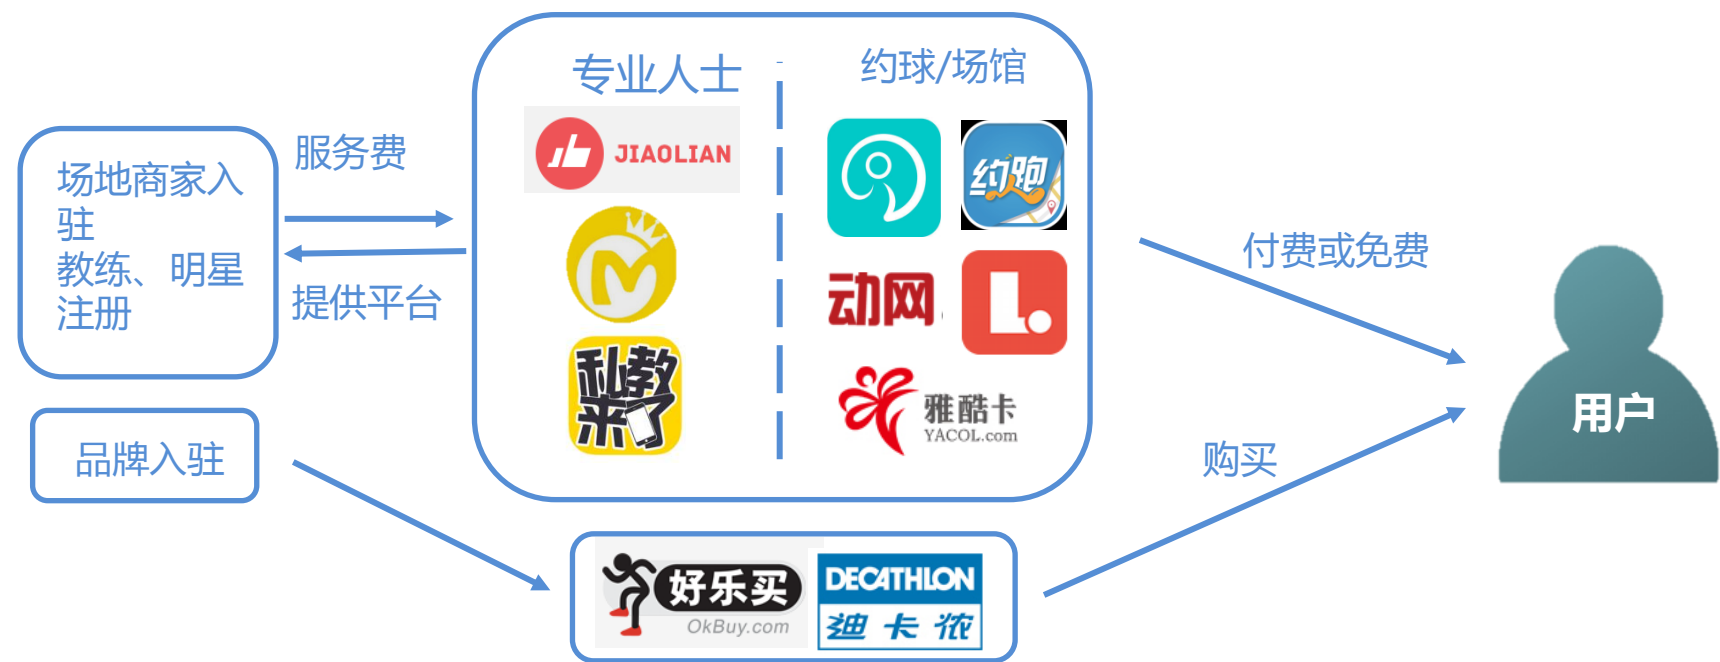 专业人士
约球/场馆
JIAOLIAN
约跑
服务费
场地商家入
驻
教练、明星
注册
提供平台
付费或免费
动网
私教
来了
雅酷卡
YACOL.com
用户
品牌入驻
购买
好乐买
OkBuy.com
DECATHLON
迪卡侬